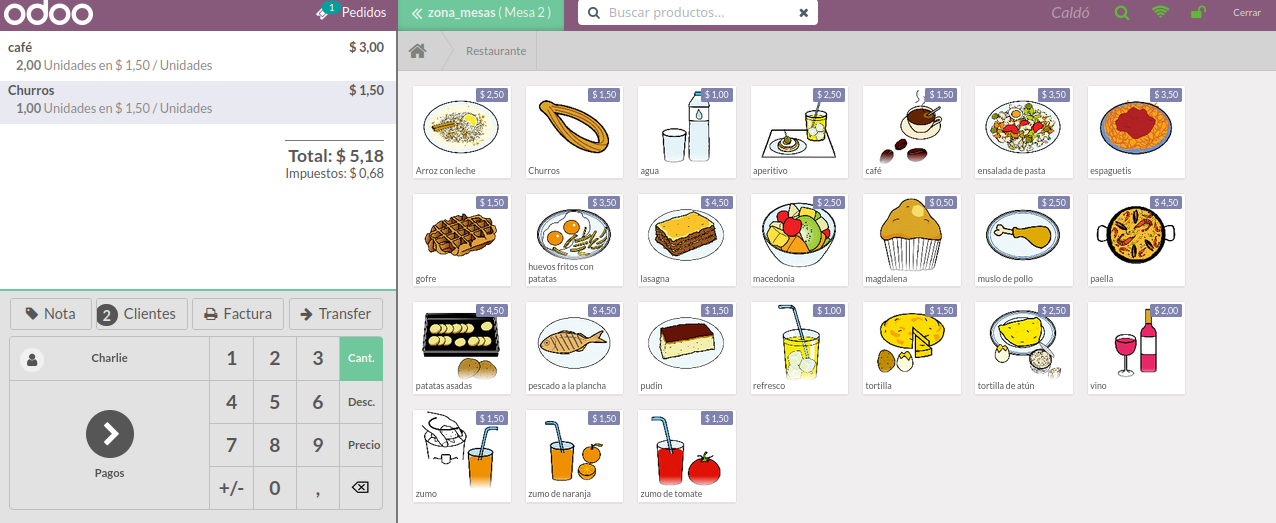 odoo
1 Pedidos
zona_mesas ( Mesa 2 )
Buscar productos...
Caldó
Cerrar
café $ 3,00
2,00 Unidades en $ 1,50 / Unidades
Churros $ 1,50
1,00 Unidades en $ 1,50 / Unidades
Total: $ 5,18
Impuestos: $ 0,68
Nota
2 Clientes
Factura
Transfer
Charlie
1 2 3 Cant.
4 5 6 Desc.
7 8 9 Precio
+/- 0 ,
Pagos
Restaurante
$ 2,50
Arroz con leche
$ 1,50
Churros
$ 1,00
agua
$ 2,50
aperitivo
$ 1,50
café
$ 3,50
ensalada de pasta
$ 3,50
espaguetis
$ 1,50
gofre
$ 3,50
huevos fritos con
patatas
$ 4,50
lasagna
$ 2,50
macedonia
$ 0,50
magdalena
$ 2,50
muslo de pollo
$ 4,50
paella
$ 4,50
patatas asadas
$ 4,50
pescado a la plancha
$ 1,50
pudin
$ 1,00
refresco
$ 1,50
tortilla
$ 2,50
tortilla de atún
$ 2,00
vino
$ 1,50
zumo
$ 1,50
zumo de naranja
$ 1,50
zumo de tomate